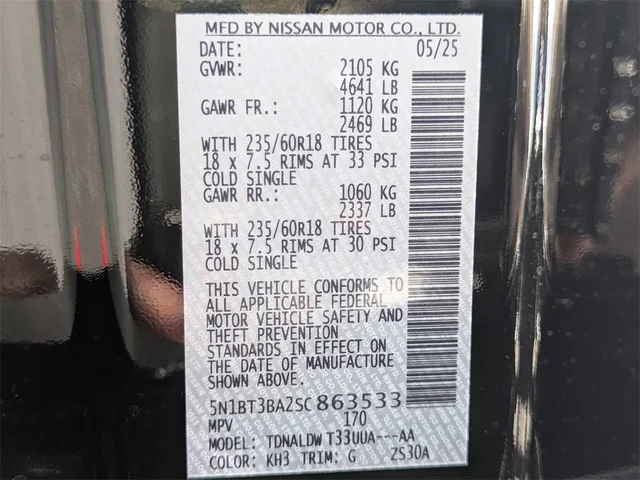 MFD BY NISSAN MOTOR CO., LTD.
DATE: 05/25
GVWR: 2105 KG
4641 LB
GAWR FR.: 1120 KG
2469 LB
WITH 235/60R18 TIRES
18 x 7.5 RIMS AT 33 PSI
COLD SINGLE
GAWR RR.: 1060 KG
2337 LB
WITH 235/60R18 TIRES
18 x 7.5 RIMS AT 30 PSI
COLD SINGLE
THIS VEHICLE CONFORMS TO
ALL APPLICABLE FEDERAL
MOTOR VEHICLE SAFETY AND
THEFT PREVENTION
STANDARDS IN EFFECT ON
THE DATE OF MANUFACTURE
SHOWN ABOVE.
5N1BT3BA2SC863533
MPV 170
MODEL: TDNALDW T33UUA---AA
COLOR: KH3 TRIM: G ZS30A